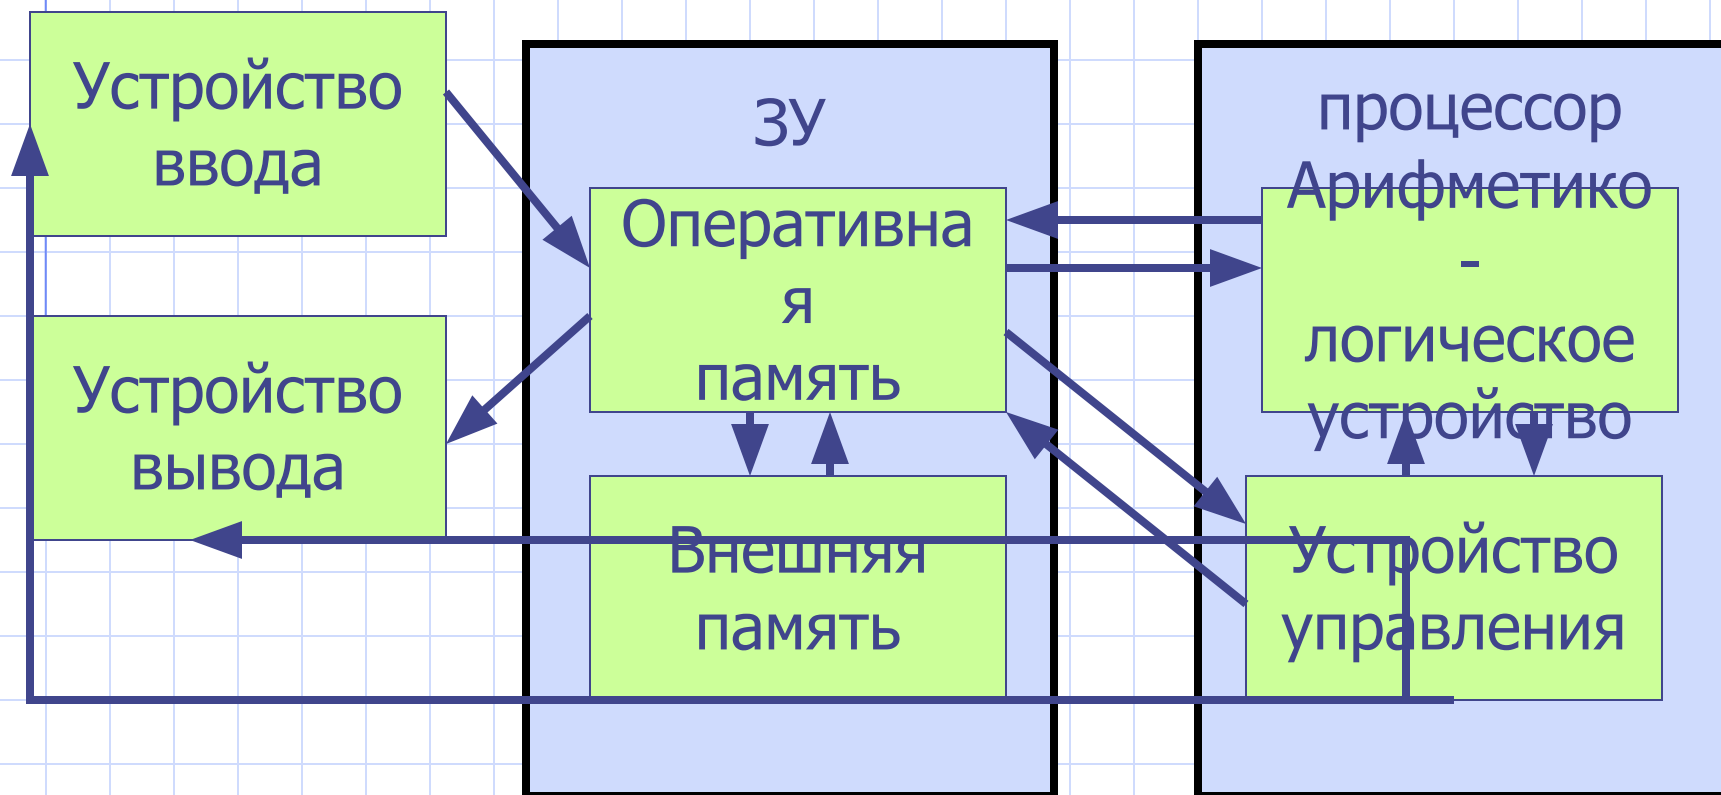 Устройство
ввода
Устройство
вывода
ЗУ
Оперативна
я
память
Внешняя
память
процессор
Арифметико
-
логическое
устройство
Устройство
управления